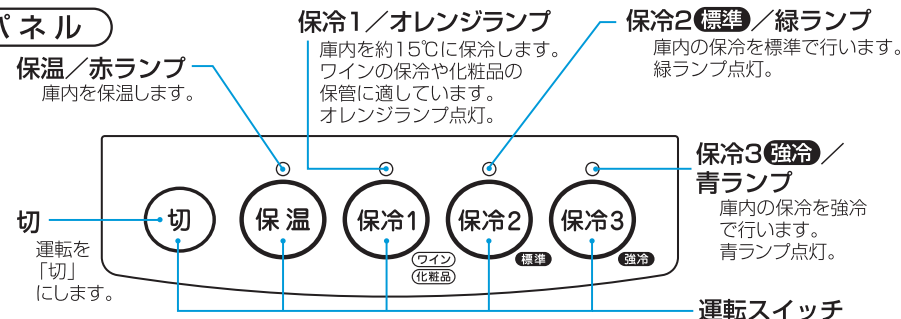 パネル
保温／赤ランプ
庫内を保温します。
保冷1／オレンジランプ
庫内を約15℃に保冷します。
ワインの保冷や化粧品の
保管に適しています。
オレンジランプ点灯。
保冷2 標準／緑ランプ
庫内の保冷を標準で行います。
緑ランプ点灯。
保冷3 強冷／
青ランプ
庫内の保冷を強冷
で行います。
青ランプ点灯。
切
運転を
「切」
にします。
切
保温
保冷1
保冷2
保冷3
ワイン
化粧品
標準
強冷
運転スイッチ